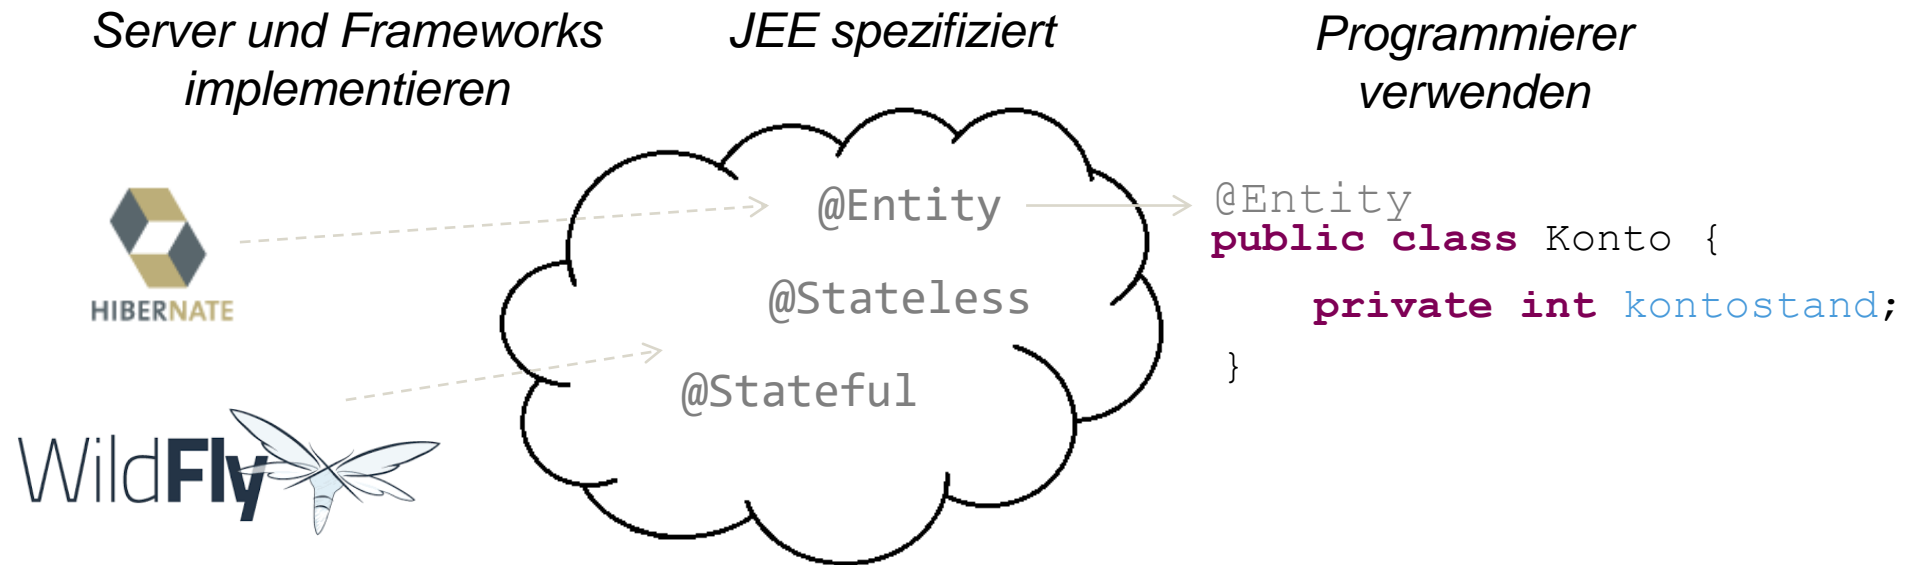 Server und Frameworks
implementieren
JEE spezifiziert
Programmierer
verwenden
HIBERNATE
WildFly
@Entity
@Stateless
@Stateful
@Entity
public class Konto {
private int kontostand;
}